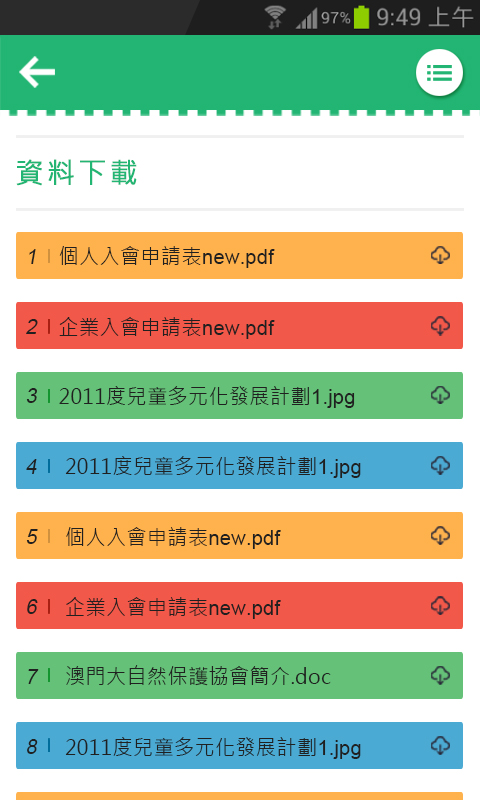 97% 9:49 上午
資料下載
1 個人入會申請表new.pdf
2 企業入會申請表new.pdf
3 2011度兒童多元化發展計劃1.jpg
4 2011度兒童多元化發展計劃1.jpg
5 個人入會申請表new.pdf
6 企業入會申請表new.pdf
7 澳門大自然保護協會簡介.doc
8 2011度兒童多元化發展計劃1.jpg